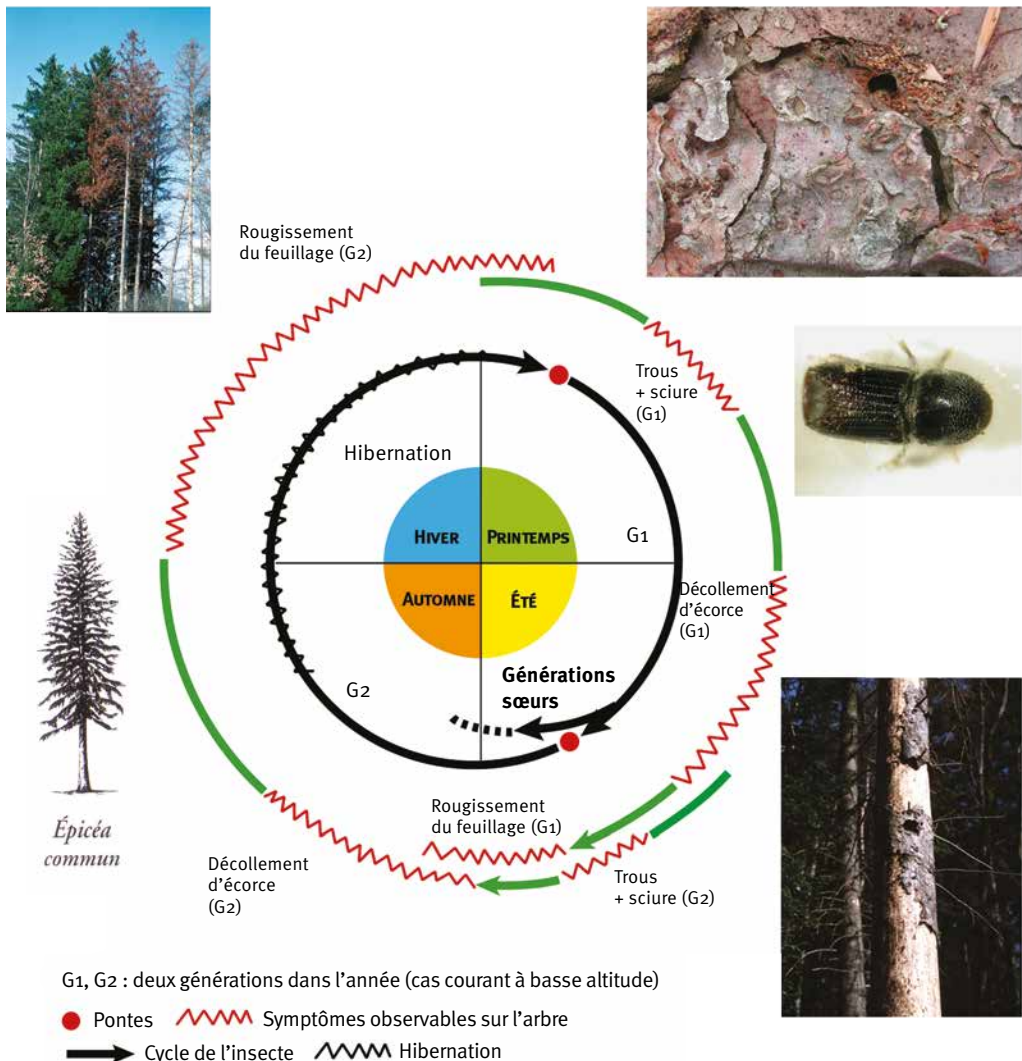 Rougissement
du feuillage (G2)
Trous
+ sciure
(G1)
Hibernation
HIVER
PRINTEMPS
G1
AUTOMNE
ÉTÉ
Décollement
d'écorce
(G1)
G2
Générations
sœurs
Épicéa
commun
Rougissement
du feuillage (G1)
Décollement
d'écorce
(G2)
Trous
+ sciure (G2)
G1, G2 : deux générations dans l'année (cas courant à basse altitude)
Pontes
Symptômes observables sur l'arbre
Cycle de l'insecte
Hibernation